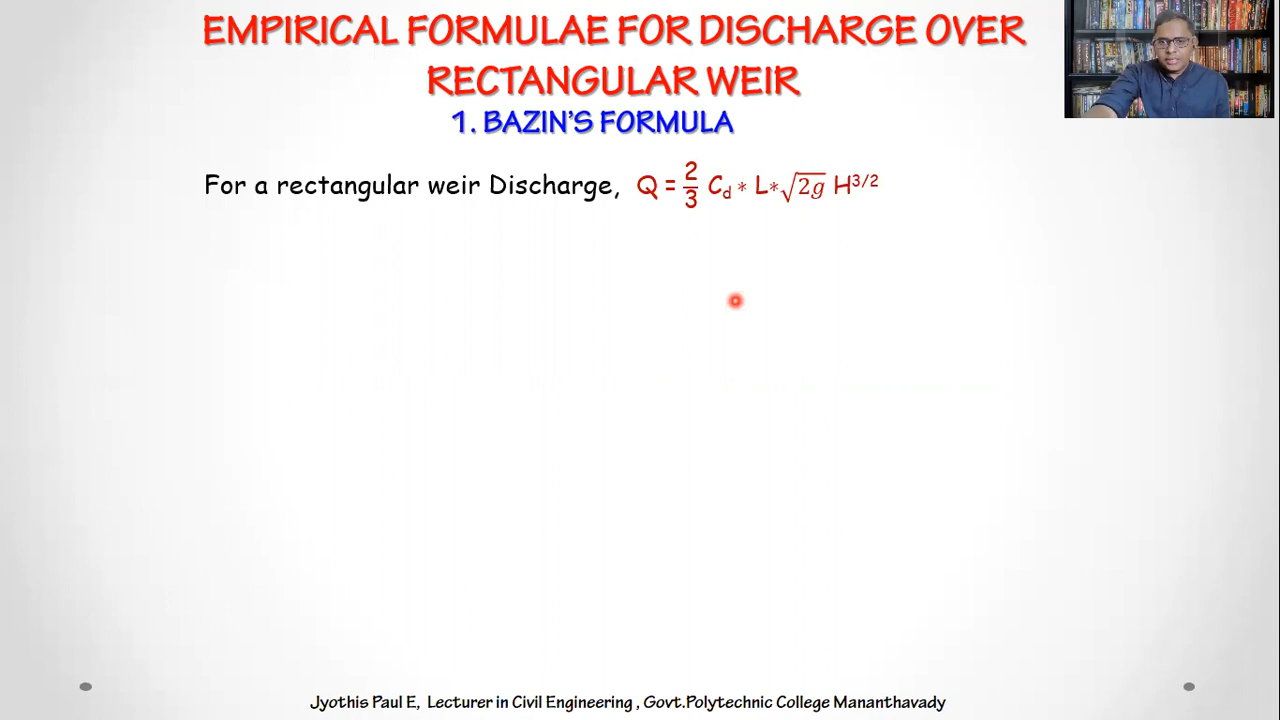 EMPIRICAL FORMULAE FOR DISCHARGE OVER
RECTANGULAR WEIR
1. BAZIN'S FORMULA
For a rectangular weir Discharge, Q = 2/3 C_d * L*√2g H^3/2
Jyothis Paul E, Lecturer in Civil Engineering , Govt.Polytechnic College Mananthavady